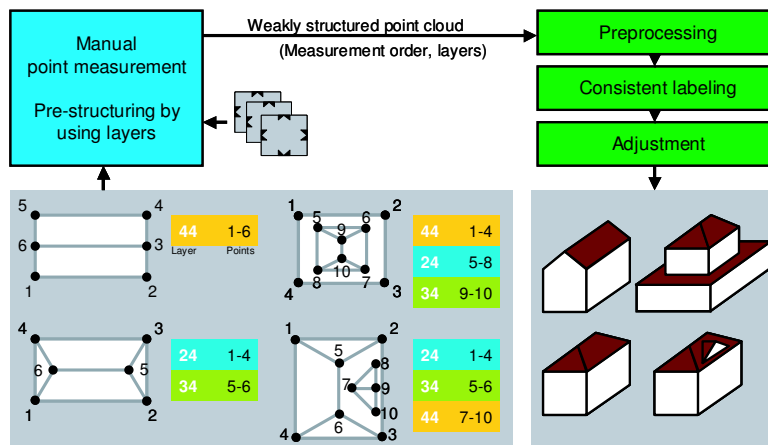 Manual
point measurement
Pre-structuring by
using layers
Weakly structured point cloud
(Measurement order, layers)
Preprocessing
Consistent labeling
Adjustment
5 4
6 3
1 2
44 1-6
Layer Points
1 2
5 6
9
10
8 7
4 3
44 1-4
24 5-8
34 9-10
4 3
6 5
1 2
24 1-4
34 5-6
1 2
5 8
7 9
6 10
4 3
24 1-4
34 5-6
44 7-10